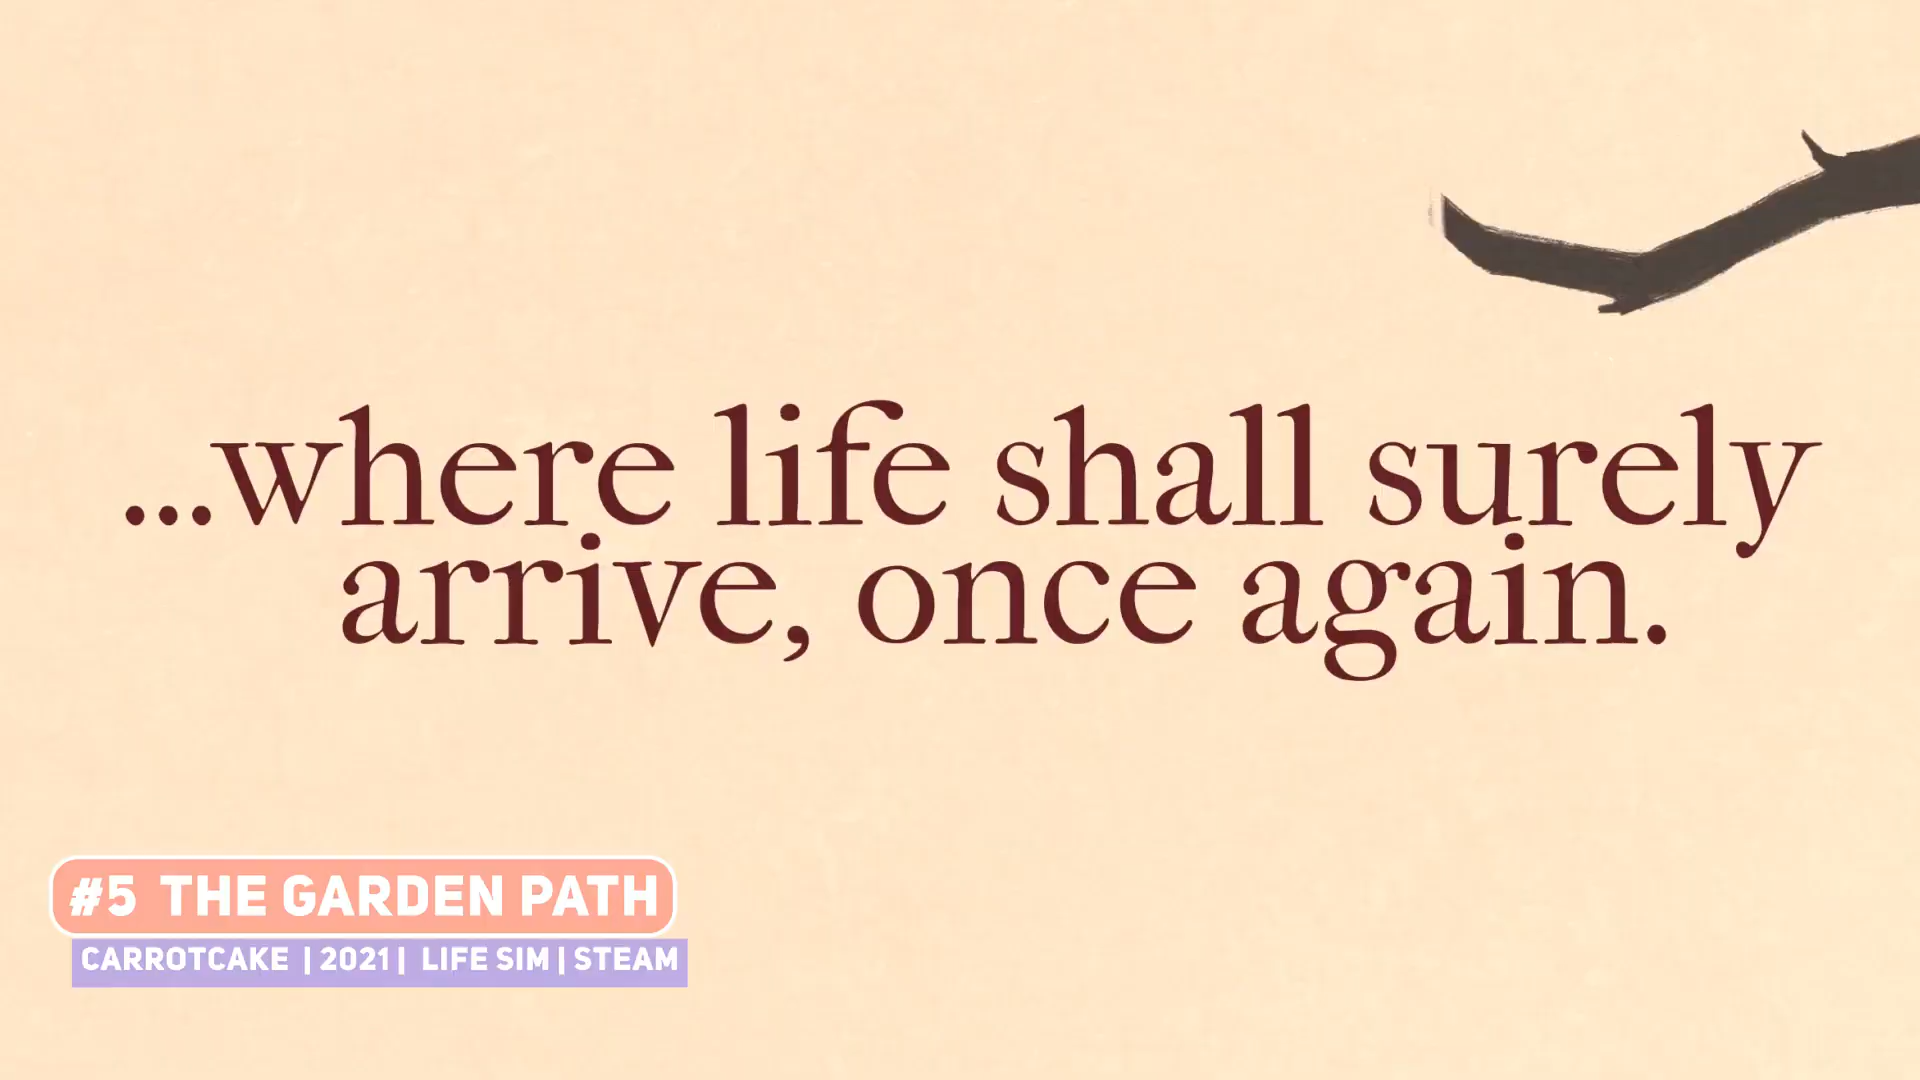 ...where life shall surely
arrive, once again.
#5 THE GARDEN PATH
CARROTCAKE | 2021 | LIFE SIM | STEAM